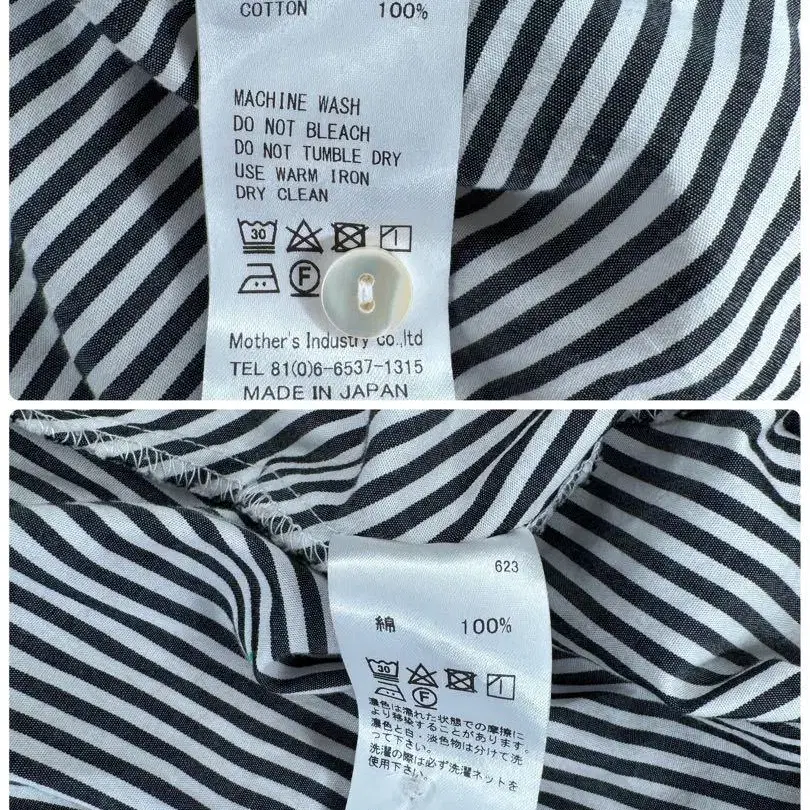 COTTON 100%
MACHINE WASH
DO NOT BLEACH
DO NOT TUMBLE DRY
USE WARM IRON
DRY CLEAN
30
F
Mother's Industry Co.,ltd
TEL 81(0)6-6537-1315
MADE IN JAPAN
623
綿 100%
30
F
濃色は濡れた状態での摩擦に
より移染することがあります。
濃色と白・淡色物は分けて洗
って下さい。
洗濯の際は必ず洗濯ネットを
使用下さい。